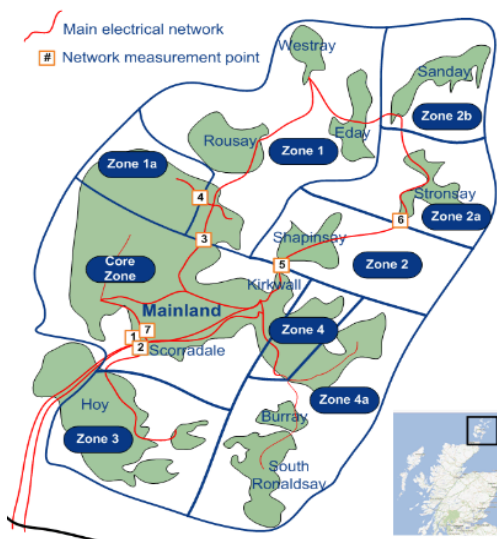 Main electrical network
# Network measurement point
Westray
Sanday
Zone 2b
Rousay
Eday
Zone 1
Zone 1a
Stronsay
4
6
Zone 2a
3
Shapinsay
Zone 2
5
Core
Zone
Kirkwall
Mainland
7
1
2
Scorradale
Zone 4
Hoy
Zone 4a
Burray
Zone 3
South
Ronaldsay